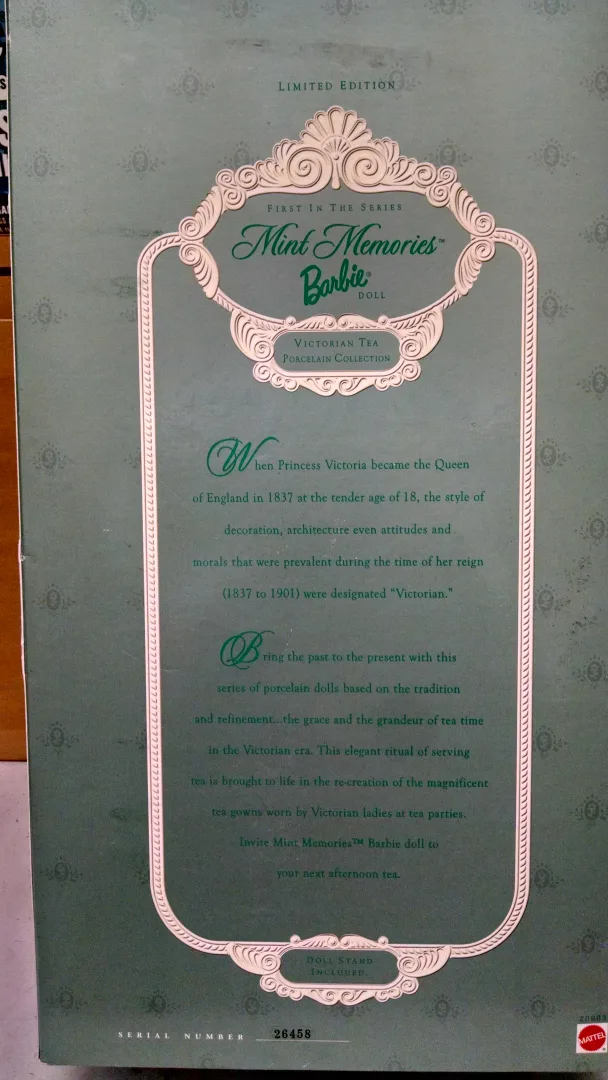 LIMITED EDITION
FIRST IN THE SERIES
Mint Memories™
Barbie®
DOLL
VICTORIAN TEA
PORCELAIN COLLECTION
When Princess Victoria became the Queen
of England in 1837 at the tender age of 18, the style of
decoration, architecture even attitudes and
morals that were prevalent during the time of her reign
(1837 to 1901) were designated “Victorian.”
Bring the past to the present with this
series of porcelain dolls based on the tradition
and refinement...the grace and the grandeur of tea time
in the Victorian era. This elegant ritual of serving
tea is brought to life in the re-creation of the magnificent
tea gowns worn by Victorian ladies at tea parties.
Invite Mint Memories™ Barbie doll to
your next afternoon tea.
DOLL STAND
INCLUDED.
SERIAL NUMBER 26458
MATTEL